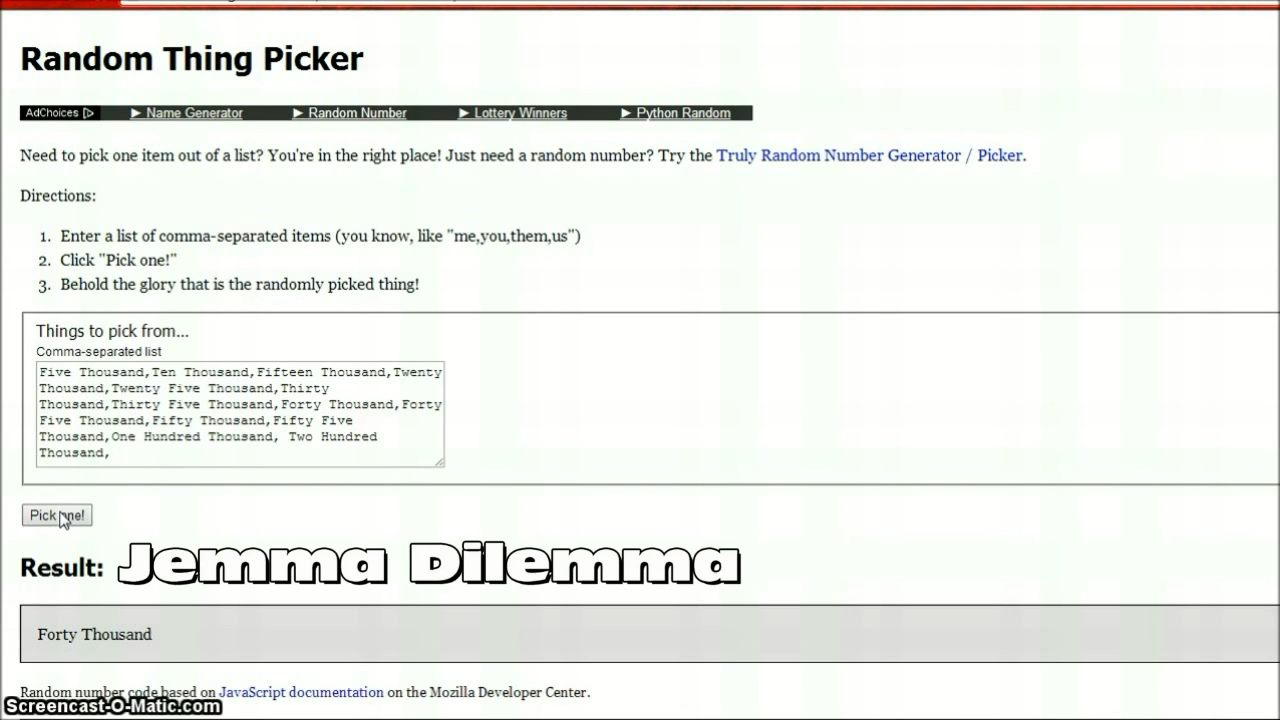 Random Thing Picker
AdChoices ▶ Name Generator ▶ Random Number ▶ Lottery Winners ▶ Python Random
Need to pick one item out of a list? You're in the right place! Just need a random number? Try the Truly Random Number Generator / Picker.
Directions:
1. Enter a list of comma-separated items (you know, like "me,you,them,us")
2. Click "Pick one!"
3. Behold the glory that is the randomly picked thing!
Things to pick from...
Comma-separated list
Five Thousand,Ten Thousand,Fifteen Thousand,Twenty
Thousand,Twenty Five Thousand,Thirty
Thousand,Thirty Five Thousand,Forty Thousand,Forty
Five Thousand,Fifty Thousand,Fifty Five
Thousand,One Hundred Thousand, Two Hundred
Thousand,
Pick one!
Result: Jemma Dilemma
Forty Thousand
Random number code based on JavaScript documentation on the Mozilla Developer Center.
Screencast-O-Matic.com